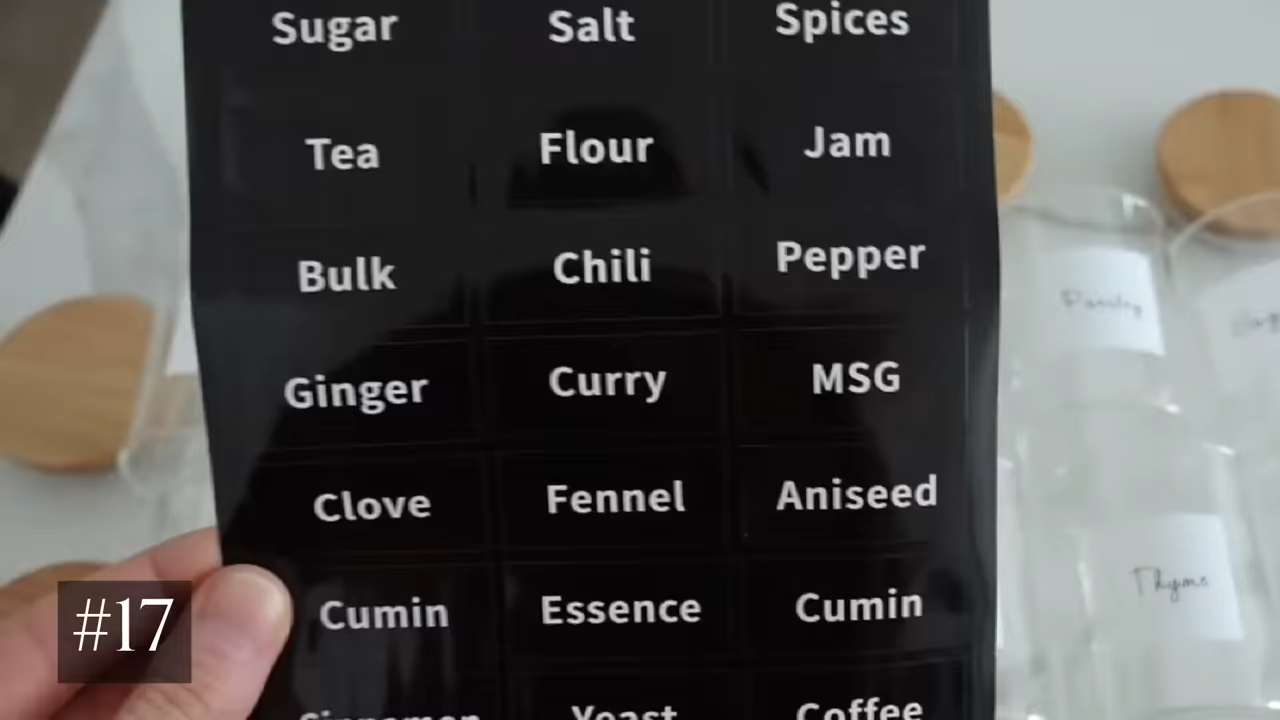 Sugar Salt Spices
Tea Flour Jam
Bulk Chili Pepper
Ginger Curry MSG
Clove Fennel Aniseed
Cumin Essence Cumin
Cinnamon Yeast Coffee
Parsley
Thyme
#17